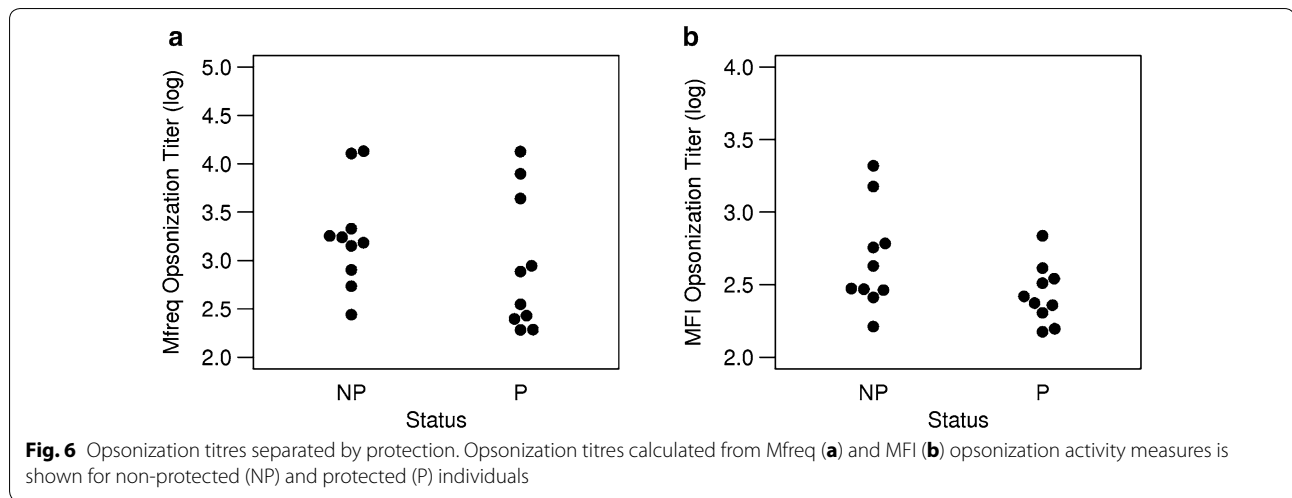 a
b
Mfreq Opsonization Titer (log)
5.0
4.5
4.0
3.5
3.0
2.5
2.0
NP
P
Status
MFI Opsonization Titer (log)
4.0
3.5
3.0
2.5
2.0
NP
P
Status
Fig. 6 Opsonization titres separated by protection. Opsonization titres calculated from Mfreq (a) and MFI (b) opsonization activity measures is
shown for non-protected (NP) and protected (P) individuals